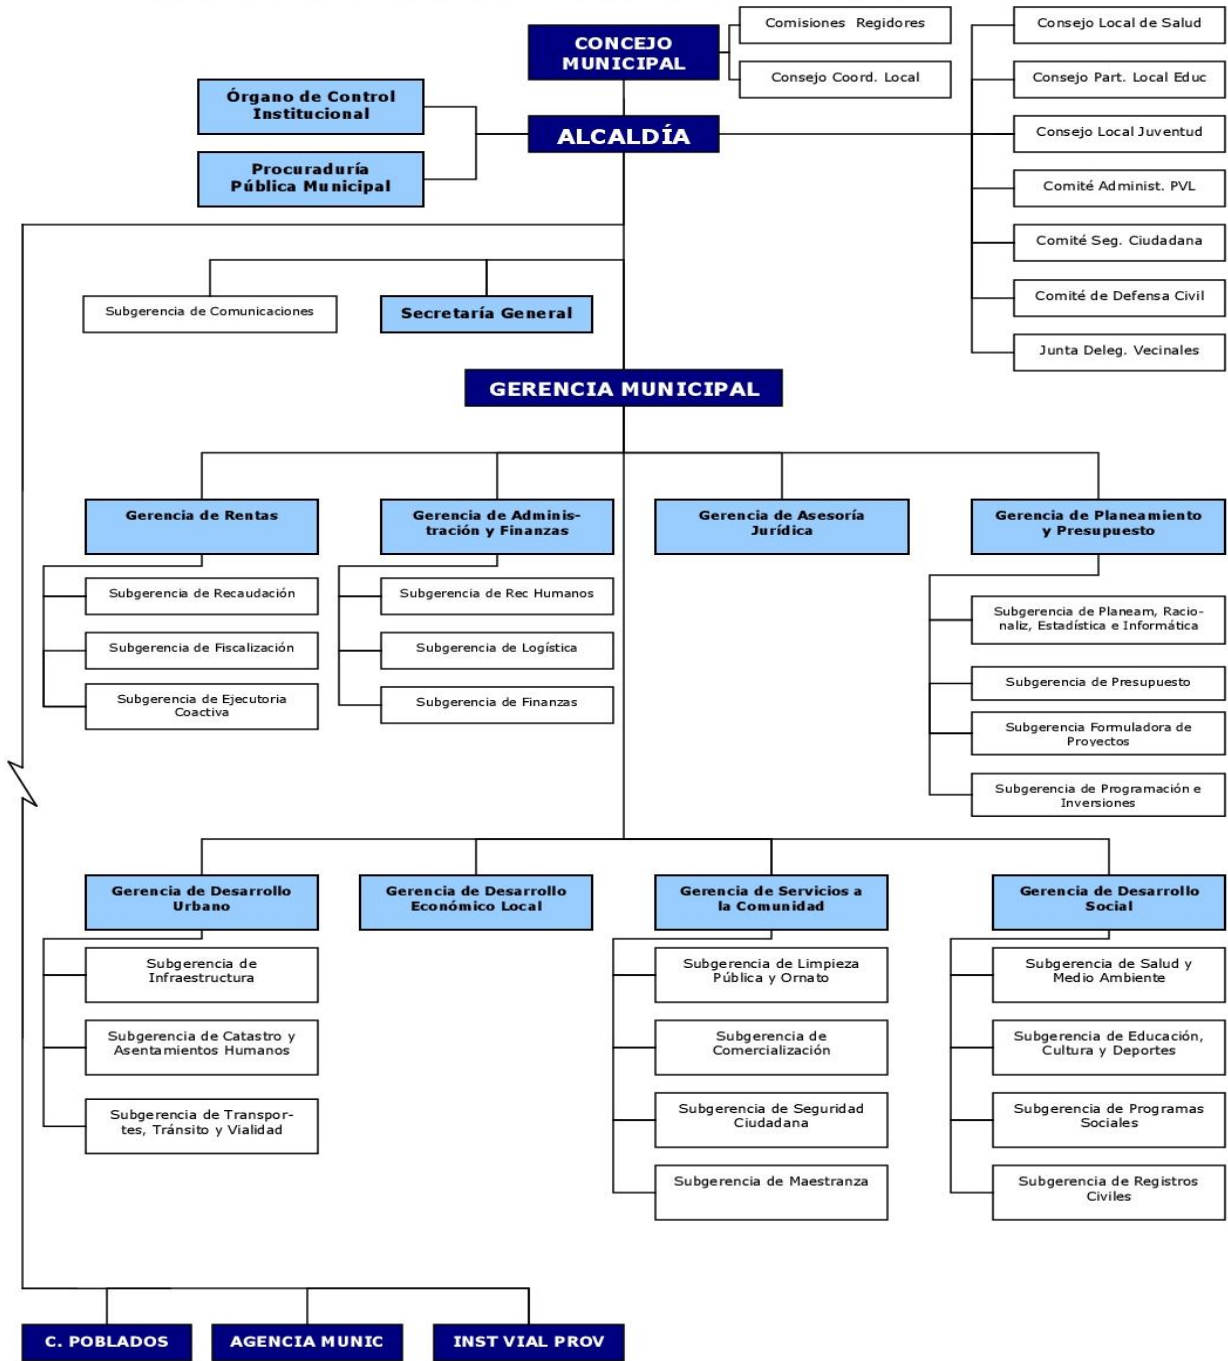 CONCEJO
MUNICIPAL
Comisiones Regidores
Consejo Coord. Local
Consejo Local de Salud
Consejo Part. Local Educ
Consejo Local Juventud
Comité Administ. PVL
Comité Seg. Ciudadana
Comité de Defensa Civil
Junta Deleg. Vecinales
Órgano de Control
Institucional
Procuraduría
Pública Municipal
ALCALDÍA
Subgerencia de Comunicaciones
Secretaría General
GERENCIA MUNICIPAL
Gerencia de Rentas
Subgerencia de Recaudación
Subgerencia de Fiscalización
Subgerencia de Ejecutoria
Coactiva
Gerencia de Adminis-
tración y Finanzas
Subgerencia de Rec Humanos
Subgerencia de Logística
Subgerencia de Finanzas
Gerencia de Asesoría
Jurídica
Gerencia de Planeamiento
y Presupuesto
Subgerencia de Planeam, Racio-
naliz, Estadística e Informática
Subgerencia de Presupuesto
Subgerencia Formuladora de
Proyectos
Subgerencia de Programación e
Inversiones
Gerencia de Desarrollo
Urbano
Subgerencia de
Infraestructura
Subgerencia de Catastro y
Asentamientos Humanos
Subgerencia de Transpor-
tes, Tránsito y Vialidad
Gerencia de Desarrollo
Económico Local
Gerencia de Servicios a
la Comunidad
Subgerencia de Limpieza
Pública y Ornato
Subgerencia de
Comercialización
Subgerencia de Seguridad
Ciudadana
Subgerencia de Maestranza
Gerencia de Desarrollo
Social
Subgerencia de Salud y
Medio Ambiente
Subgerencia de Educación,
Cultura y Deportes
Subgerencia de Programas
Sociales
Subgerencia de Registros
Civiles
C. POBLADOS
AGENCIA MUNIC
INST VIAL PROV